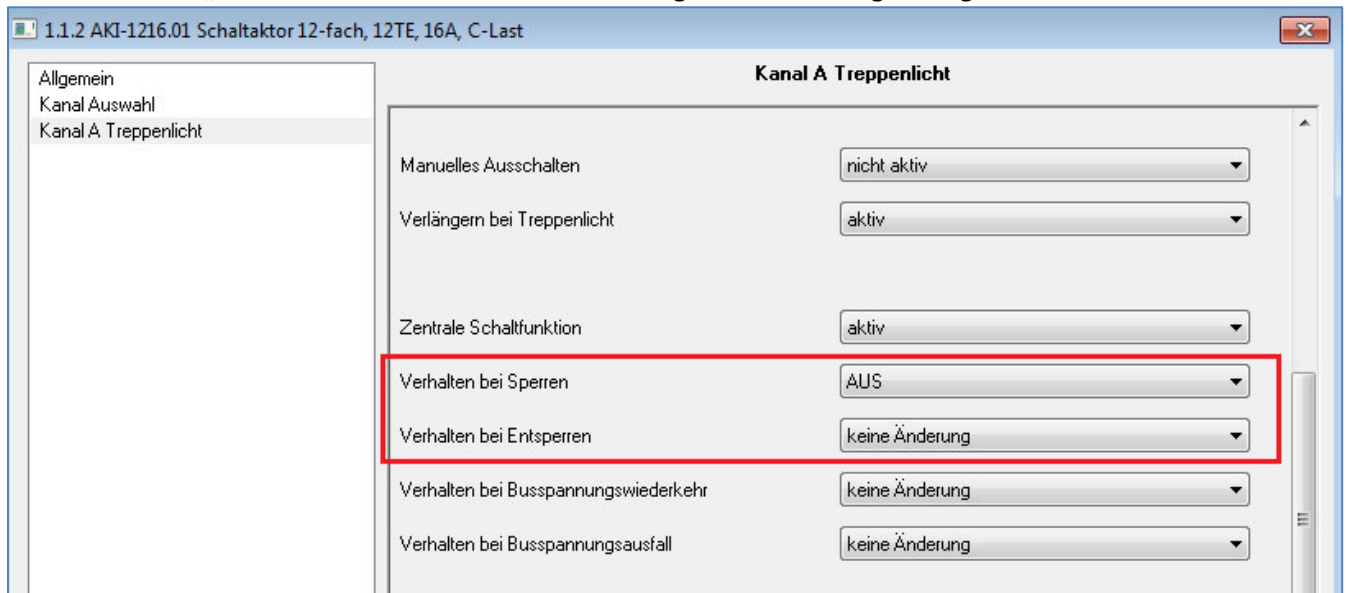 1.1.2 AKI-1216.01 Schaltaktor 12-fach, 12TE, 16A, C-Last
Allgemein
Kanal Auswahl
Kanal A Treppenlicht
Kanal A Treppenlicht
Manuelles Ausschalten nicht aktiv
Verlängern bei Treppenlicht aktiv
Zentrale Schaltfunktion aktiv
Verhalten bei Sperren AUS
Verhalten bei Entsperren keine Änderung
Verhalten bei Busspannungswiederkehr keine Änderung
Verhalten bei Busspannungsausfall keine Änderung